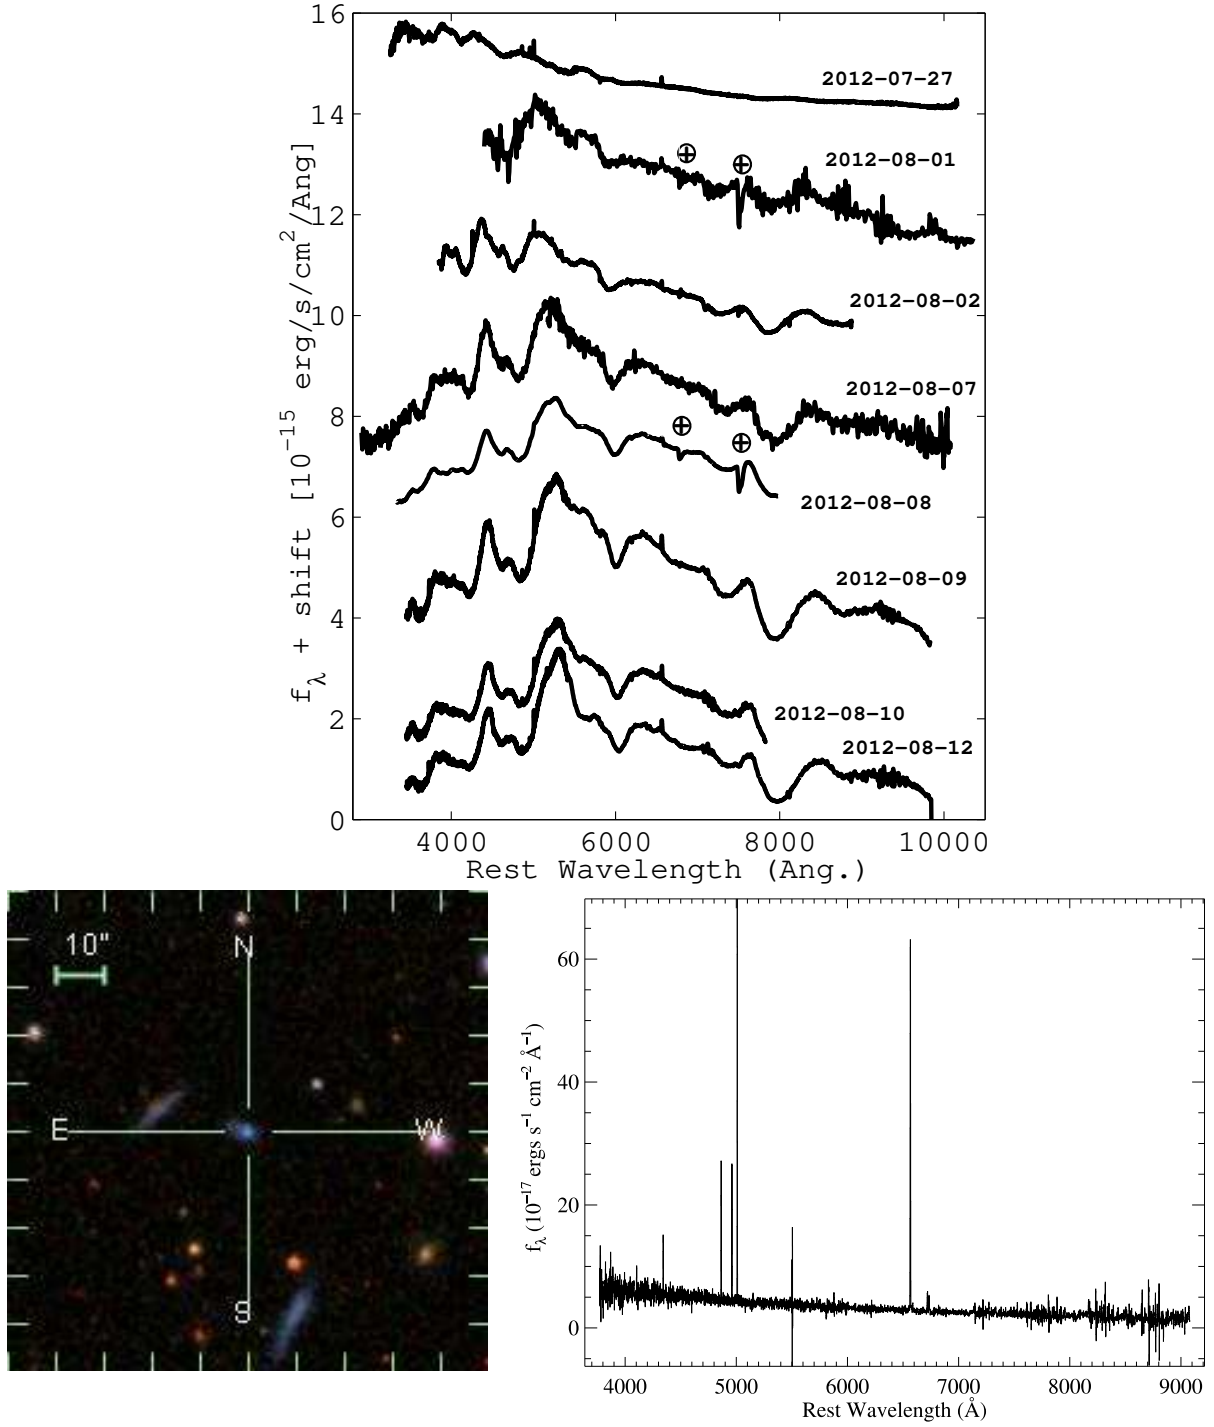 16
14
12
10
8
6
4
2
0
f_λ + shift [10⁻¹⁵ erg/s/cm²/Ang]
2012-07-27
2012-08-01
2012-08-02
2012-08-07
2012-08-08
2012-08-09
2012-08-10
2012-08-12
4000 6000 8000 10000
Rest Wavelength (Ang.)
10"
N
E
W
S
60
40
20
0
f_λ (10⁻¹⁷ ergs s⁻¹ cm⁻² Å⁻¹)
4000 5000 6000 7000 8000 9000
Rest Wavelength (Å)